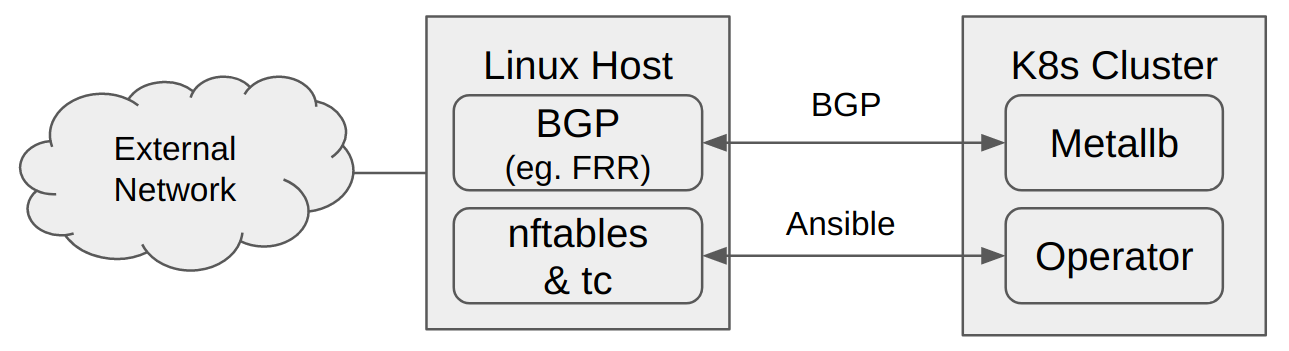 External
Network
Linux Host
BGP
(eg. FRR)
nftables
& tc
BGP
Ansible
K8s Cluster
Metallb
Operator